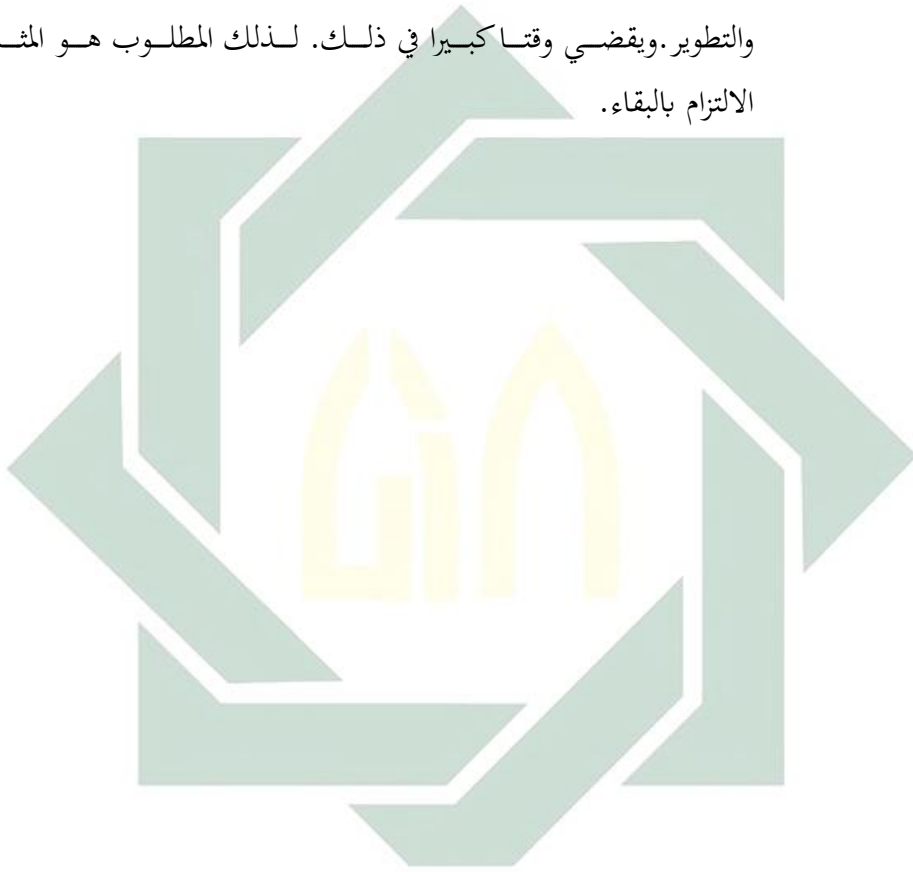 والتطوير.ويقضي وقتا كبيرا في ذلك. لذلك المطلوب هو
الالتزام بالبقاء.